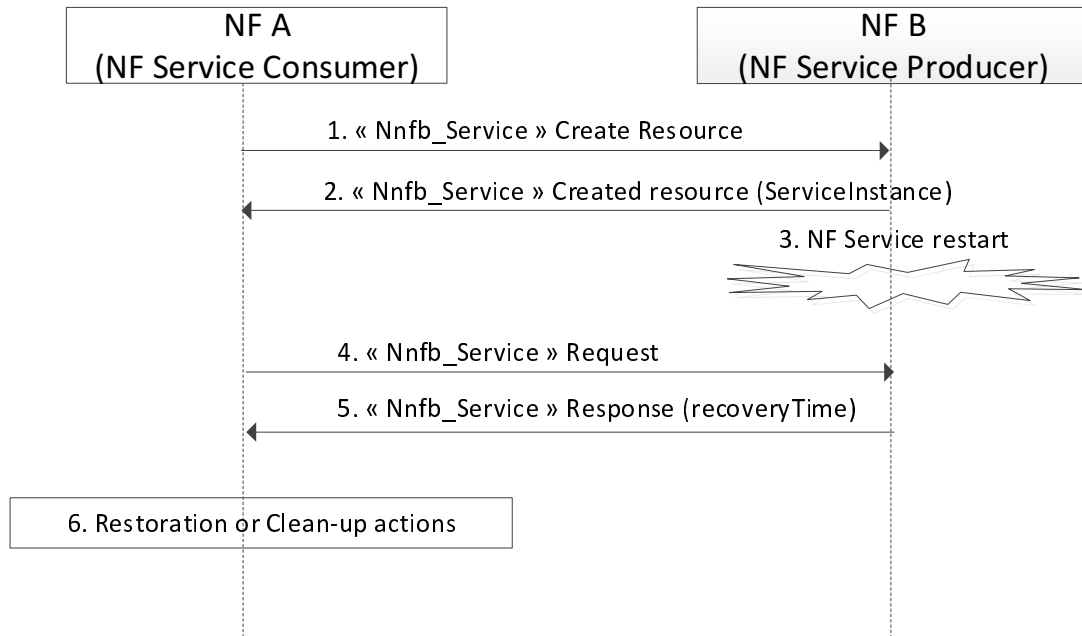 NF A
(NF Service Consumer)
NF B
(NF Service Producer)
1. « Nnfb_Service » Create Resource
2. « Nnfb_Service » Created resource (ServiceInstance)
3. NF Service restart
4. « Nnfb_Service » Request
5. « Nnfb_Service » Response (recoveryTime)
6. Restoration or Clean-up actions